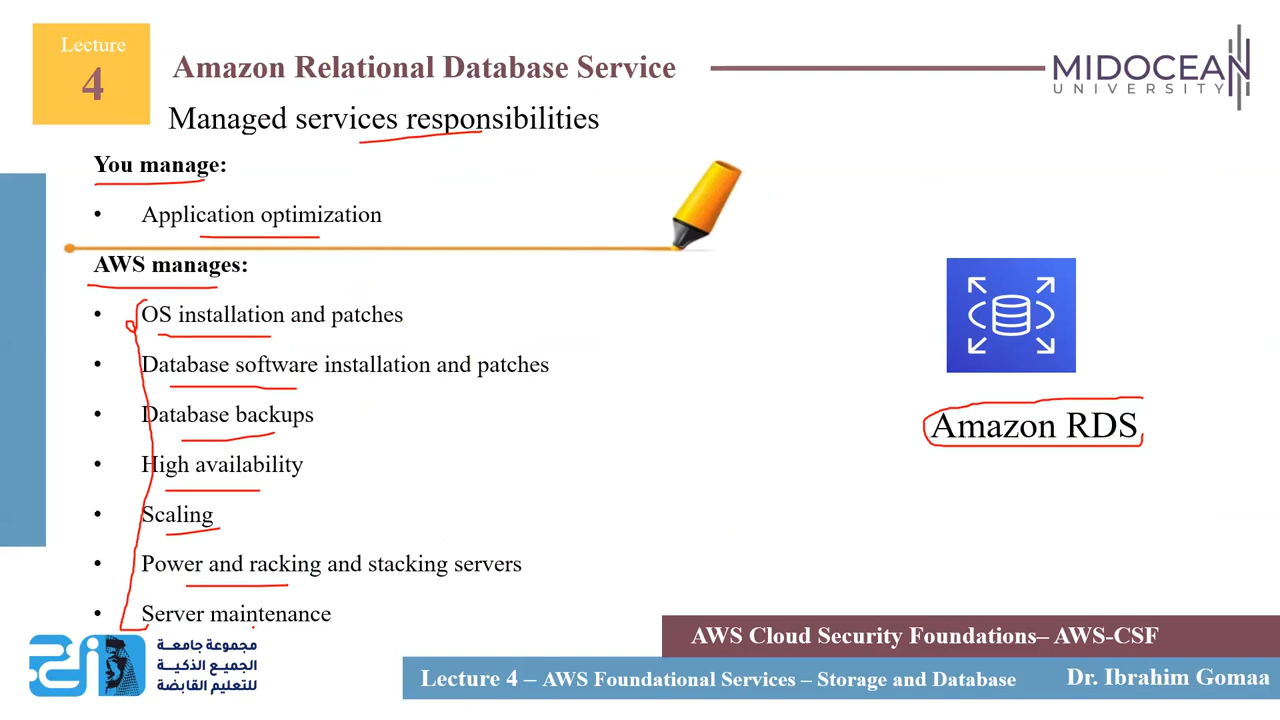 Lecture
4
Amazon Relational Database Service
MIDOCEAN
UNIVERSITY
Managed services responsibilities
You manage:
• Application optimization
AWS manages:
• OS installation and patches
• Database software installation and patches
• Database backups
• High availability
• Scaling
• Power and racking and stacking servers
• Server maintenance
Amazon RDS
مجموعة جامعة
الجميع الذكية
للتعليم القابضة
AWS Cloud Security Foundations– AWS-CSF
Lecture 4 – AWS Foundational Services – Storage and Database
Dr. Ibrahim Gomaa